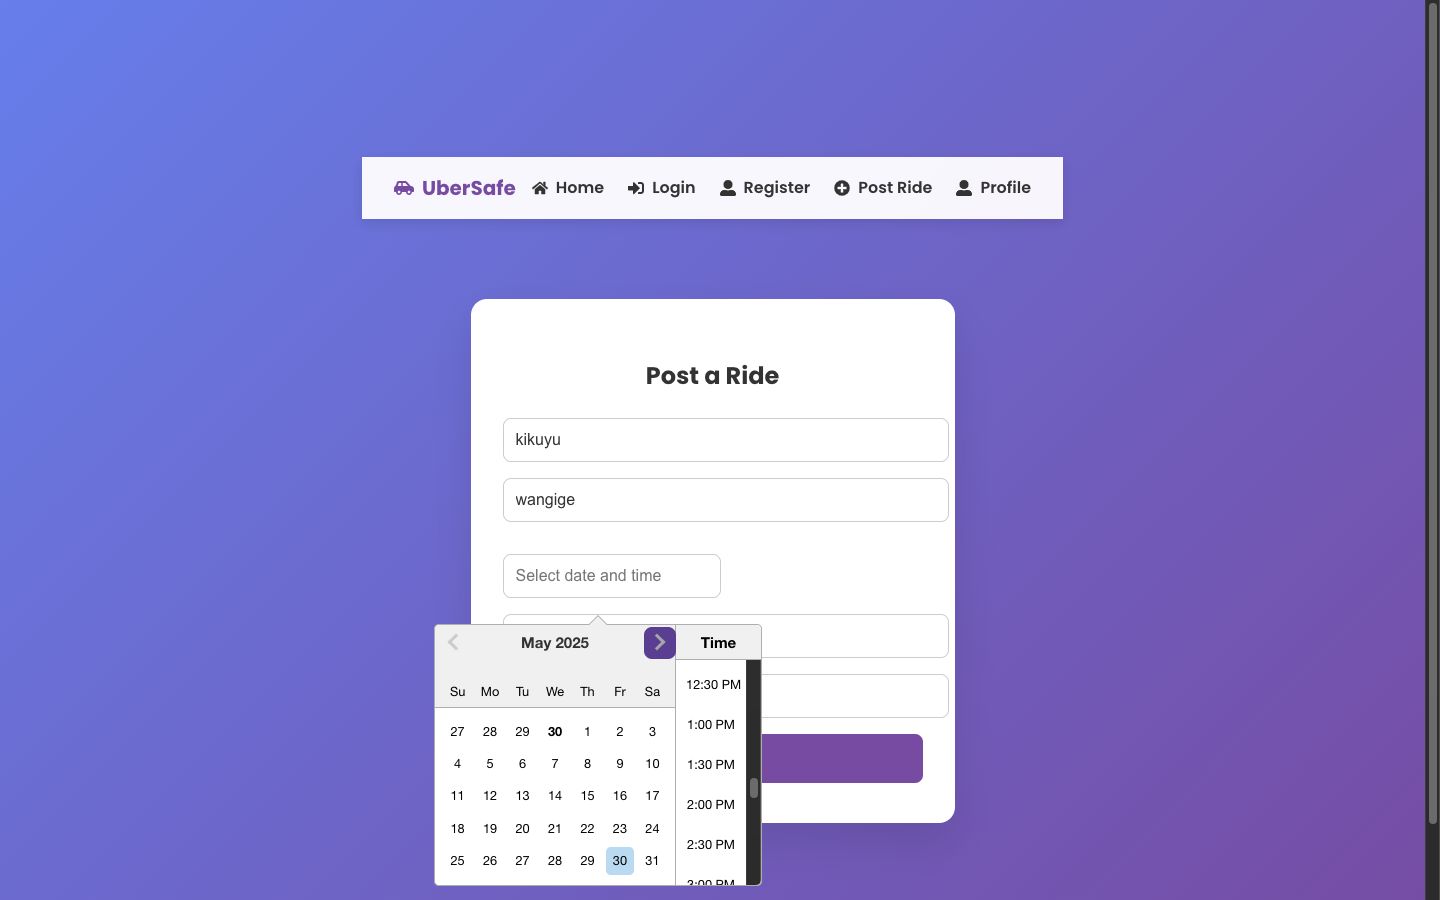 UberSafe Home Login Register Post Ride Profile
Post a Ride
kikuyu
wangige
Select date and time
May 2025
Su Mo Tu We Th Fr Sa
27 28 29 30 1 2 3
4 5 6 7 8 9 10
11 12 13 14 15 16 17
18 19 20 21 22 23 24
25 26 27 28 29 30 31
Time
12:30 PM
1:00 PM
1:30 PM
2:00 PM
2:30 PM
3:00 PM